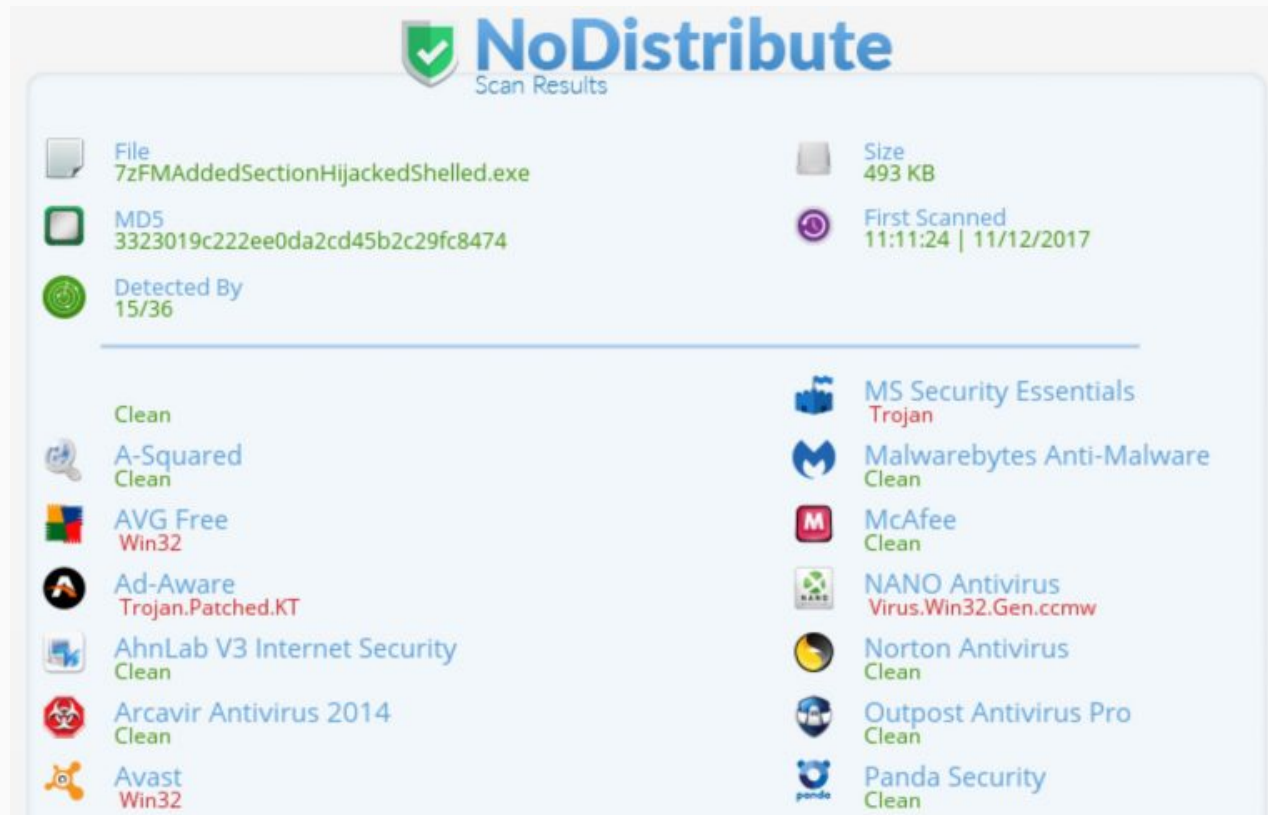 NoDistribute
Scan Results
File
7zFMAddedSectionHijackedShelled.exe
Size
493 KB
MD5
3323019c222ee0da2cd45b2c29fc8474
First Scanned
11:11:24 | 11/12/2017
Detected By
15/36
Clean
A-Squared
Clean
AVG Free
Win32
Ad-Aware
Trojan.Patched.KT
AhnLab V3 Internet Security
Clean
Arcavir Antivirus 2014
Clean
Avast
Win32
MS Security Essentials
Trojan
Malwarebytes Anti-Malware
Clean
M
McAfee
Clean
NANO
NANO Antivirus
Virus.Win32.Gen.ccmw
Norton Antivirus
Clean
Outpost Antivirus Pro
Clean
panda
Panda Security
Clean